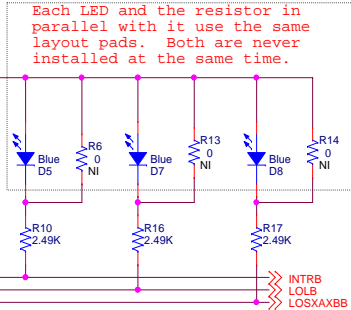 Each LED and the resistor in
parallel with it use the same
layout pads.  Both are never
installed at the same time.
Blue
D5
R6
0
NI
Blue
D7
R13
0
NI
Blue
D8
R14
0
NI
R10
2.49K
R16
2.49K
R17
2.49K
INTRB
LOLB
LOSXAXBB